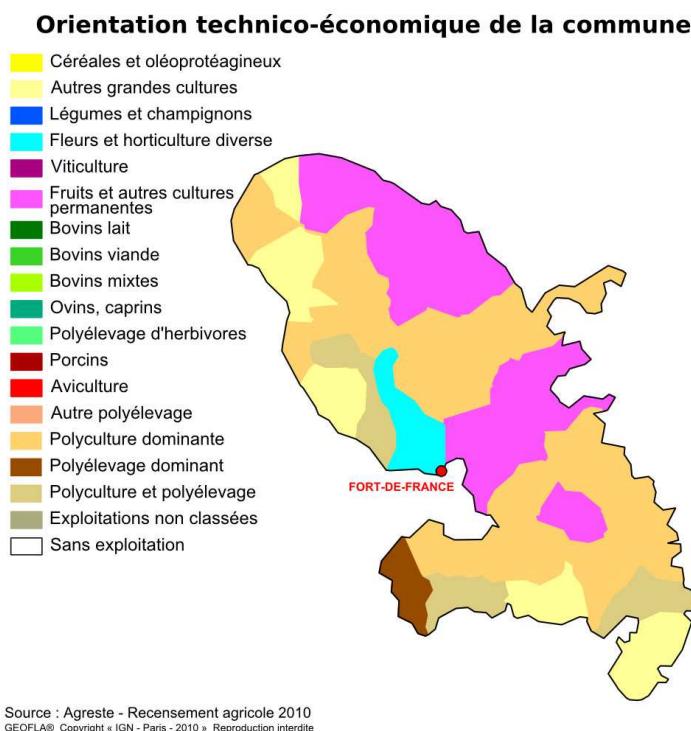 Orientation technico-économique de la commune
Céréales et oléoprotéagineux
Autres grandes cultures
Légumes et champignons
Fleurs et horticulture diverse
Viticulture
Fruits et autres cultures
permanentes
Bovins lait
Bovins viande
Bovins mixtes
Ovins, caprins
Polyélevage d'herbivores
Porcins
Aviculture
Autre polyélevage
Polyculture dominante
Polyélevage dominant
Polyculture et polyélevage
Exploitations non classées
Sans exploitation
FORT-DE-FRANCE
Source : Agreste - Recensement agricole 2010
GEOFLA® Copyright « IGN - Paris - 2010 » Reproduction interdite